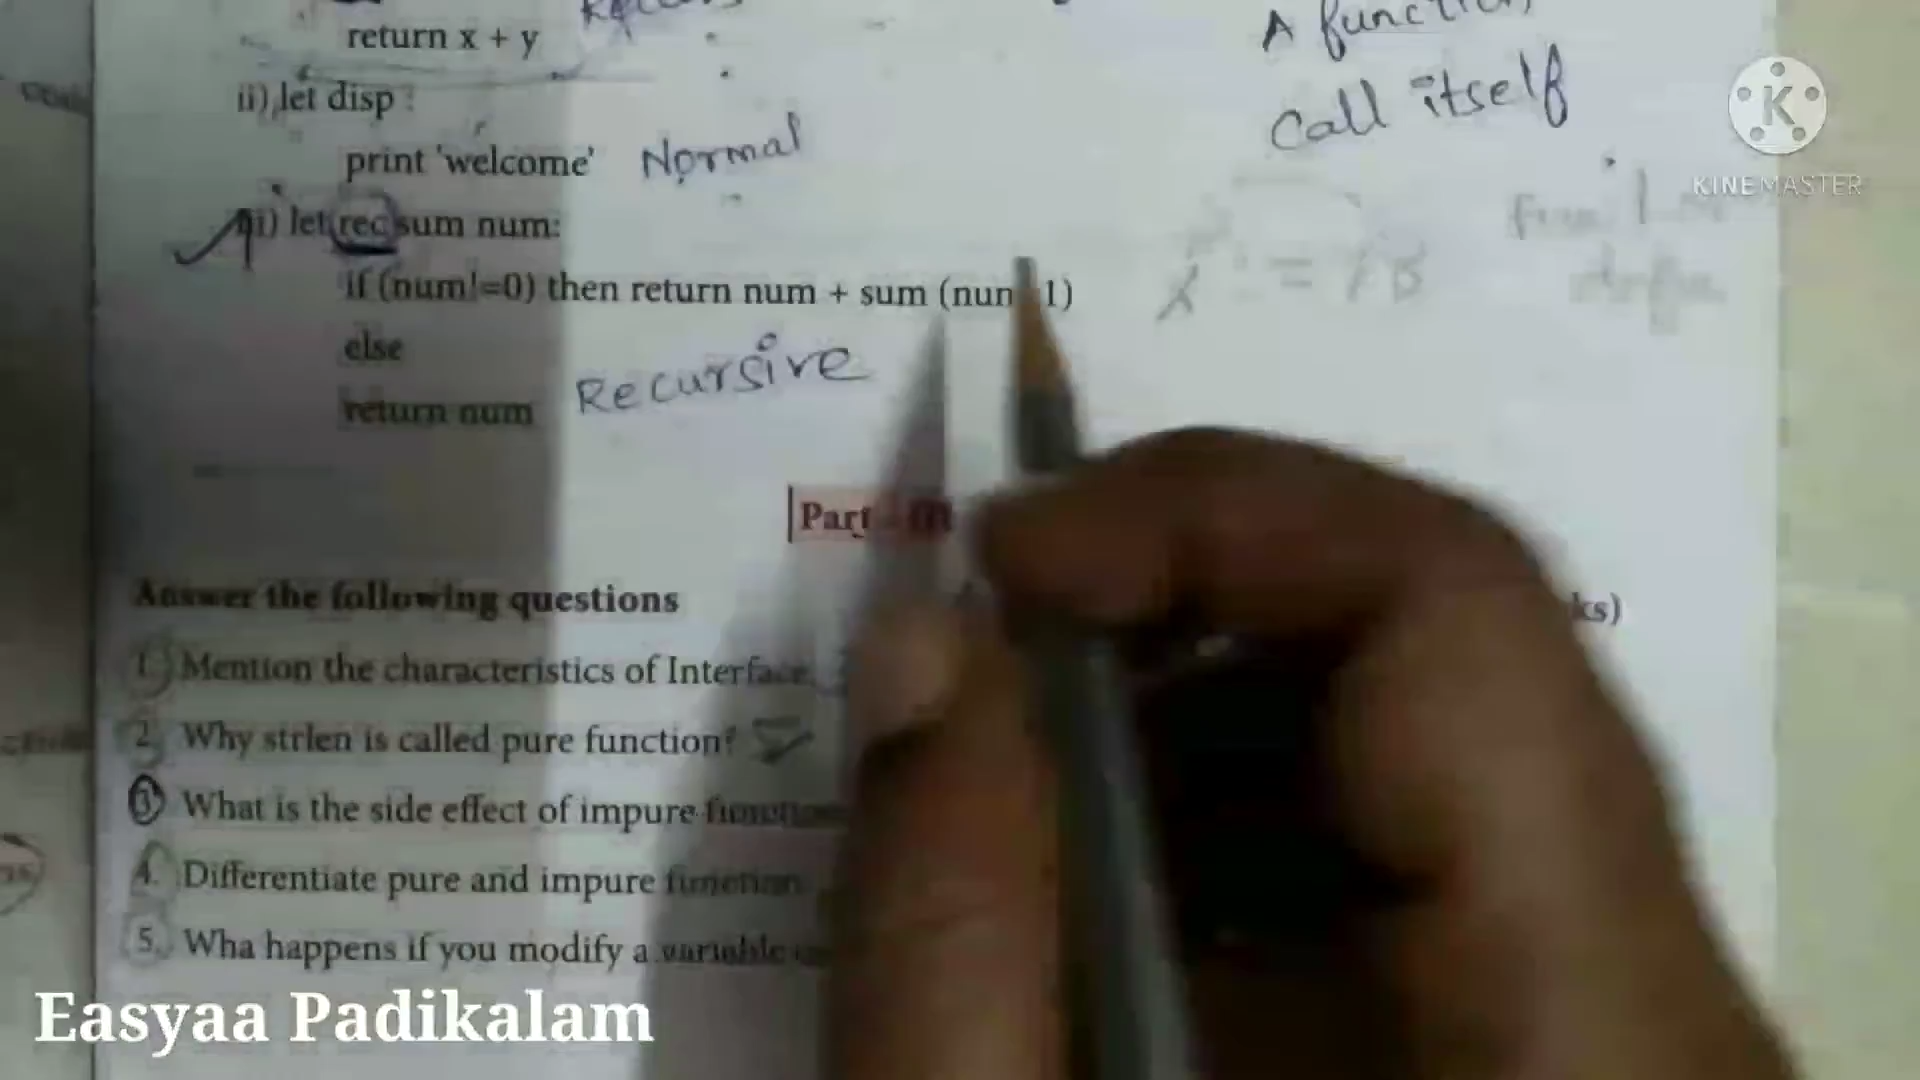 return x + y
A function
ii) let disp :
call itself
print 'welcome' Normal
K
KINEMASTER
iii) let rec sum num:
if (num!=0) then return num + sum (num 1)
else
Recursive
return num
Part -
Answer the following questions
ks)
1. Mention the characteristics of Interface.
2. Why strlen is called pure function?
3 What is the side effect of impure function
4. Differentiate pure and impure function
5. Wha happens if you modify a variable
Easyaa Padikalam